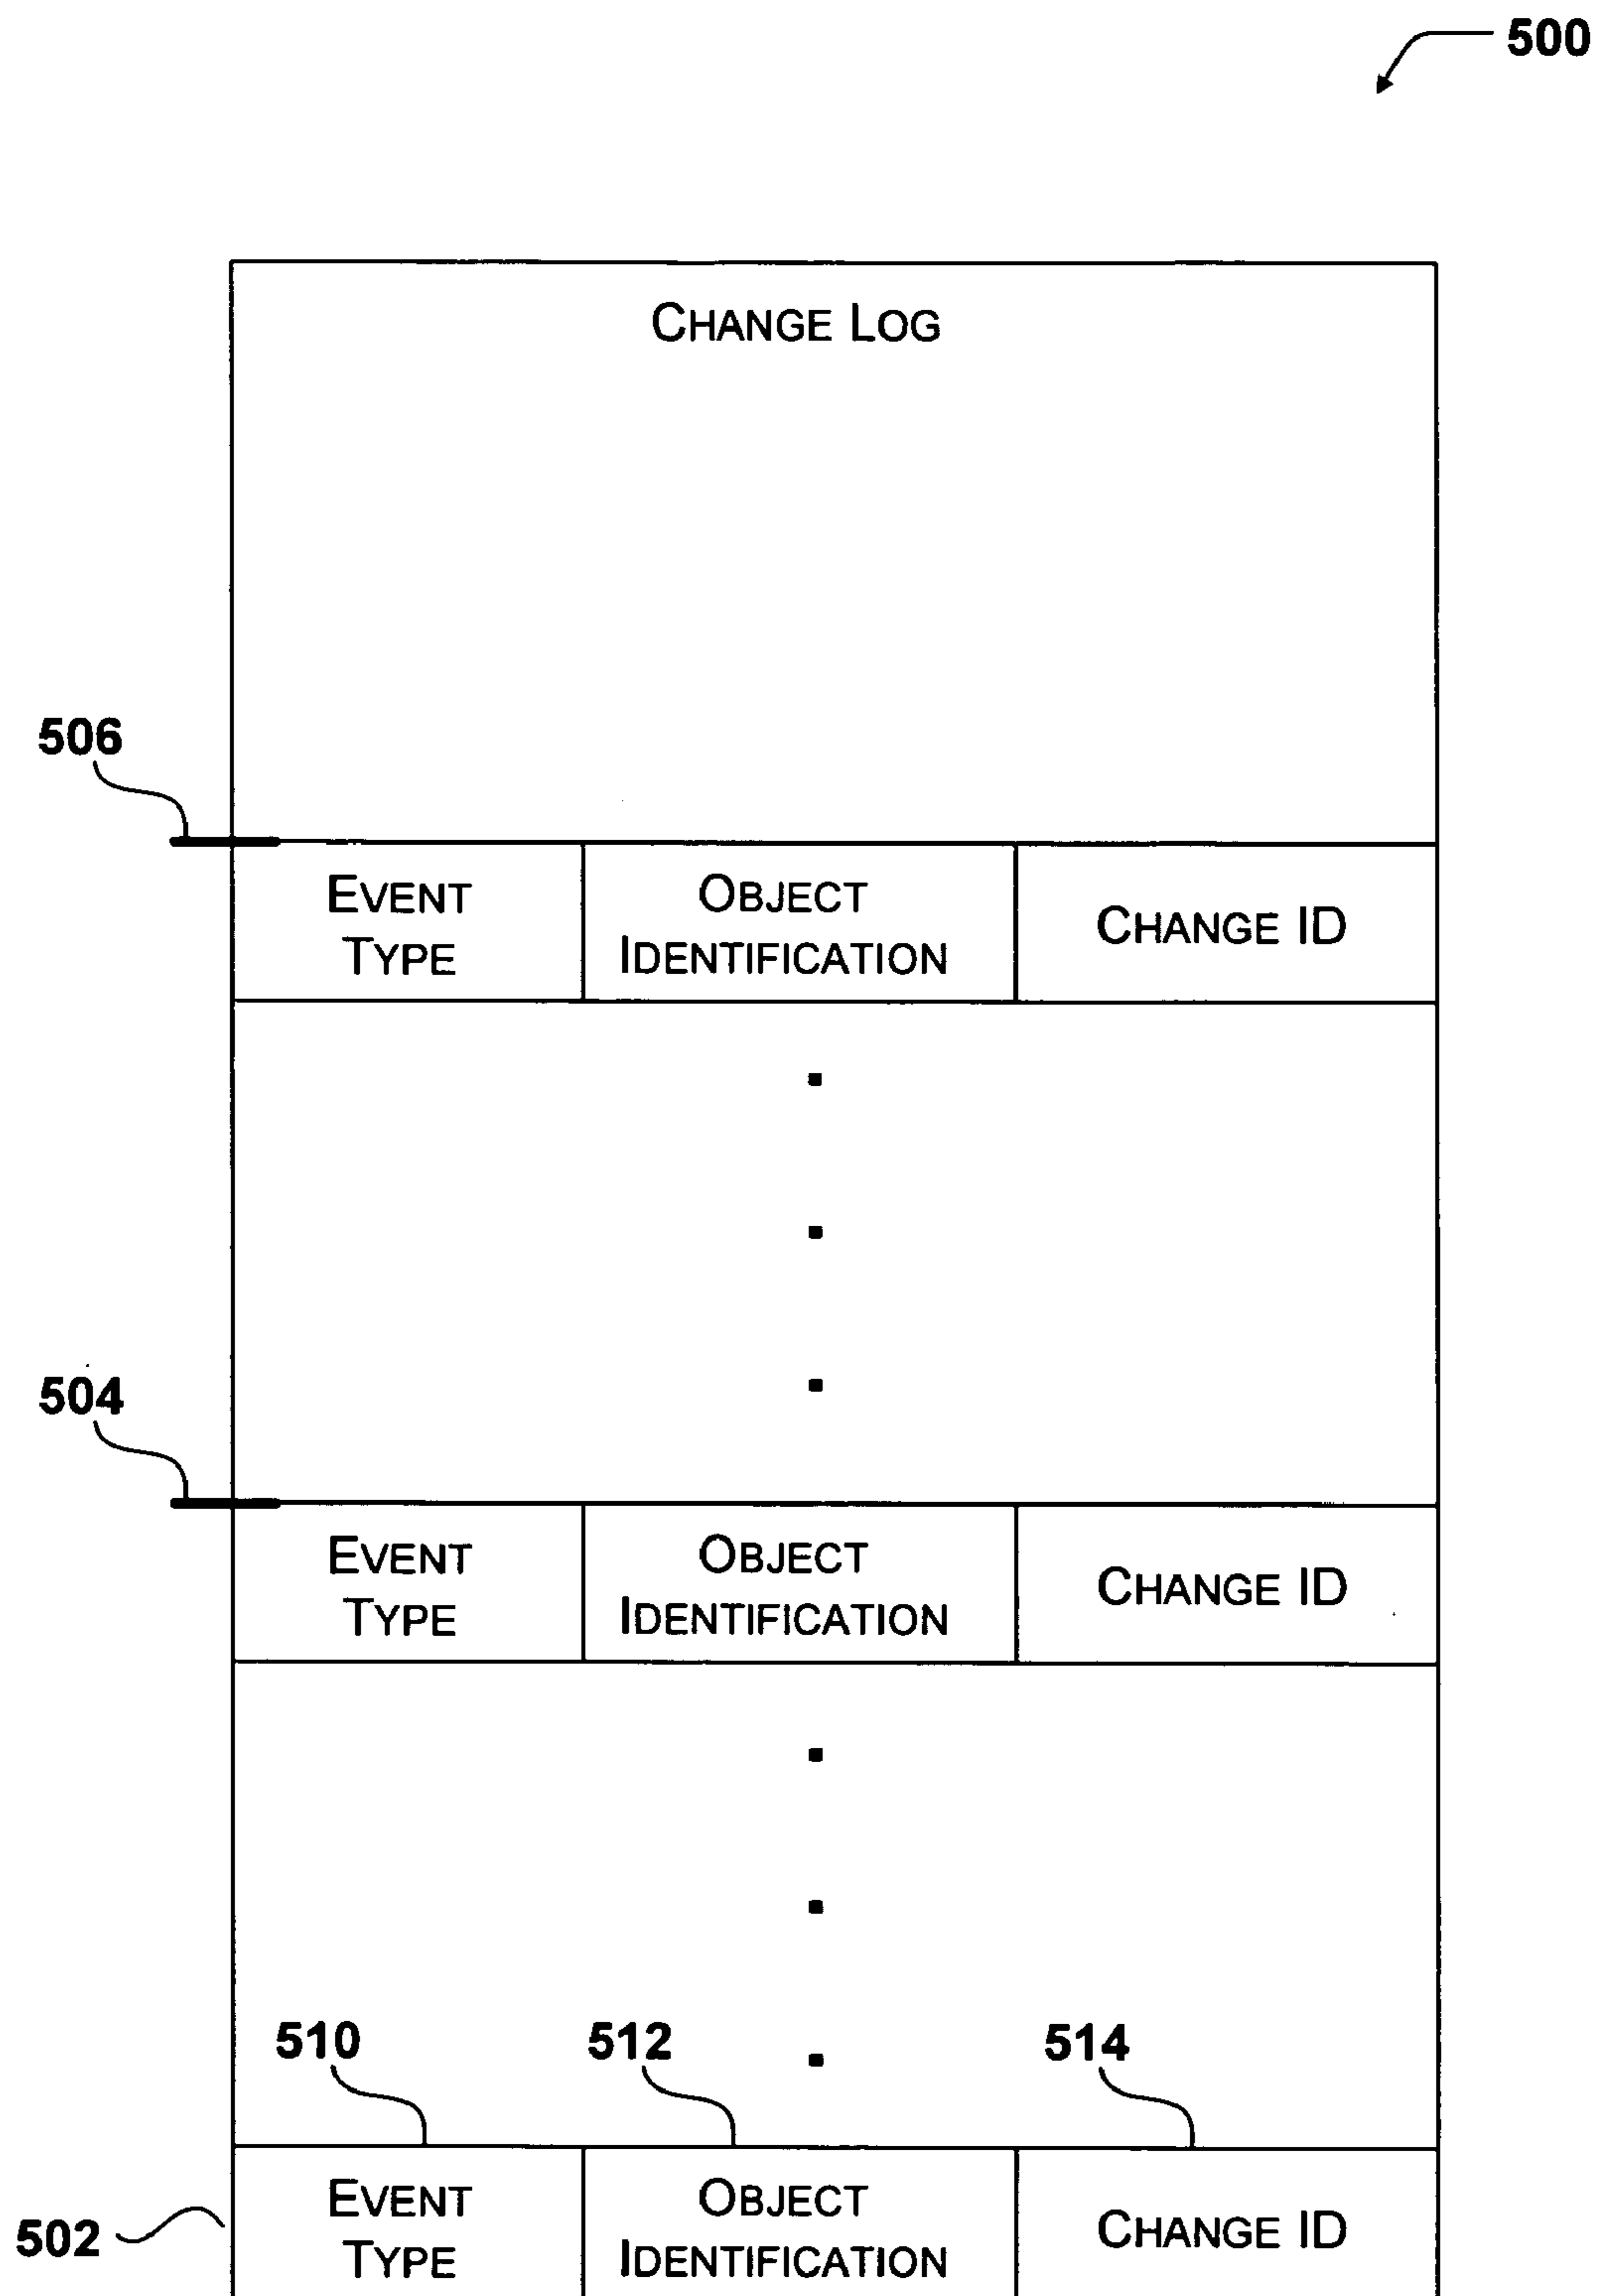 500
CHANGE LOG
506
EVENT TYPE
OBJECT IDENTIFICATION
CHANGE ID
504
EVENT TYPE
OBJECT IDENTIFICATION
CHANGE ID
510
512
514
502
EVENT TYPE
OBJECT IDENTIFICATION
CHANGE ID